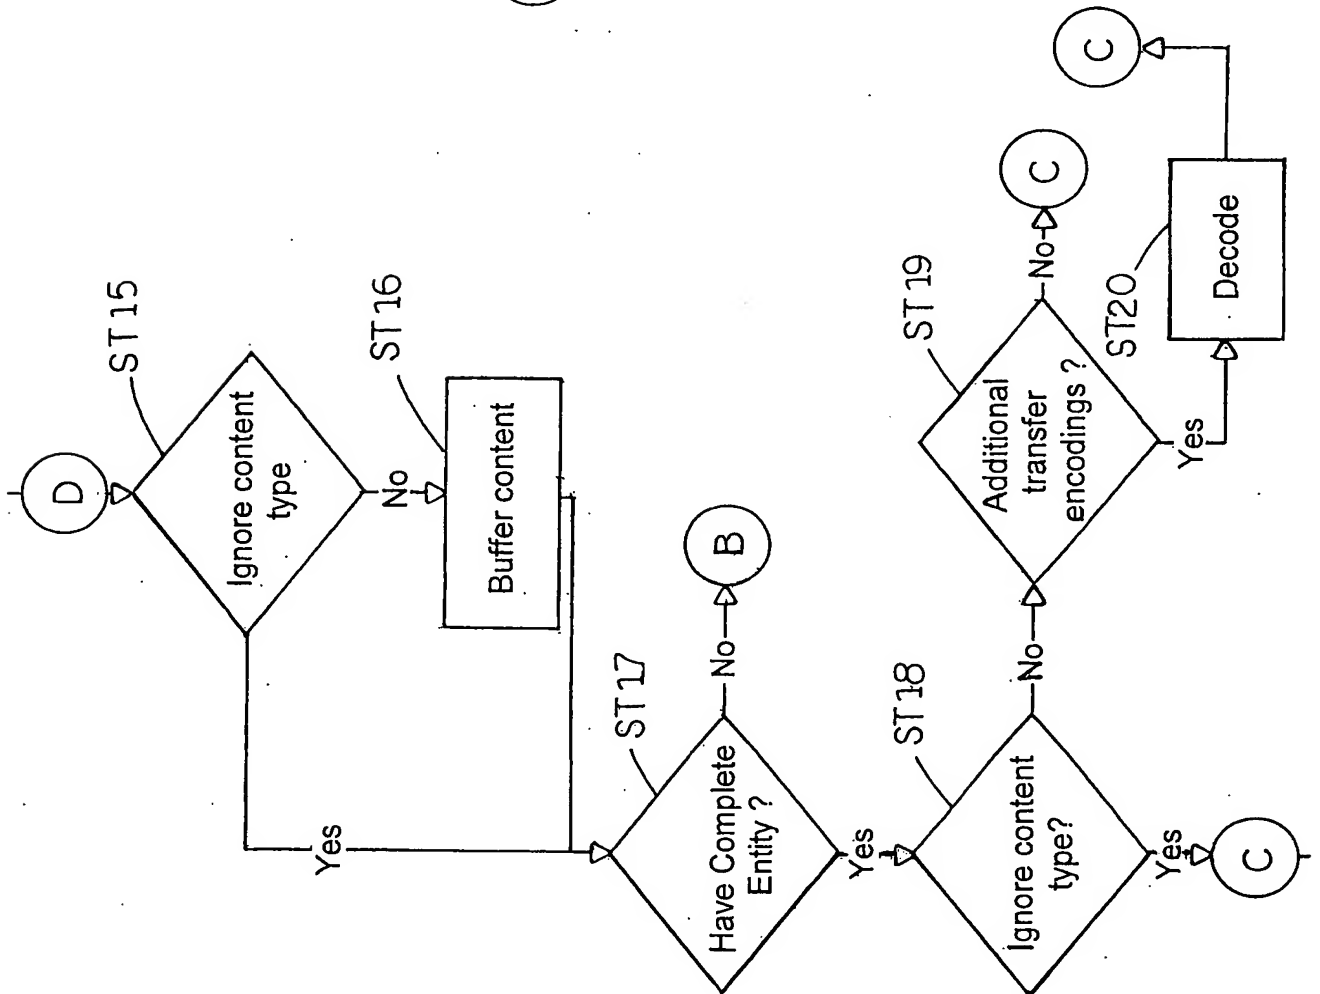 D
ST15
Ignore content
type
No
ST16
Buffer content
Yes
ST17
Have Complete
Entity ?
No
B
Yes
ST18
Ignore content
type?
No
ST19
Additional
transfer
encodings ?
No
C
Yes
ST20
Decode
C
Yes
C